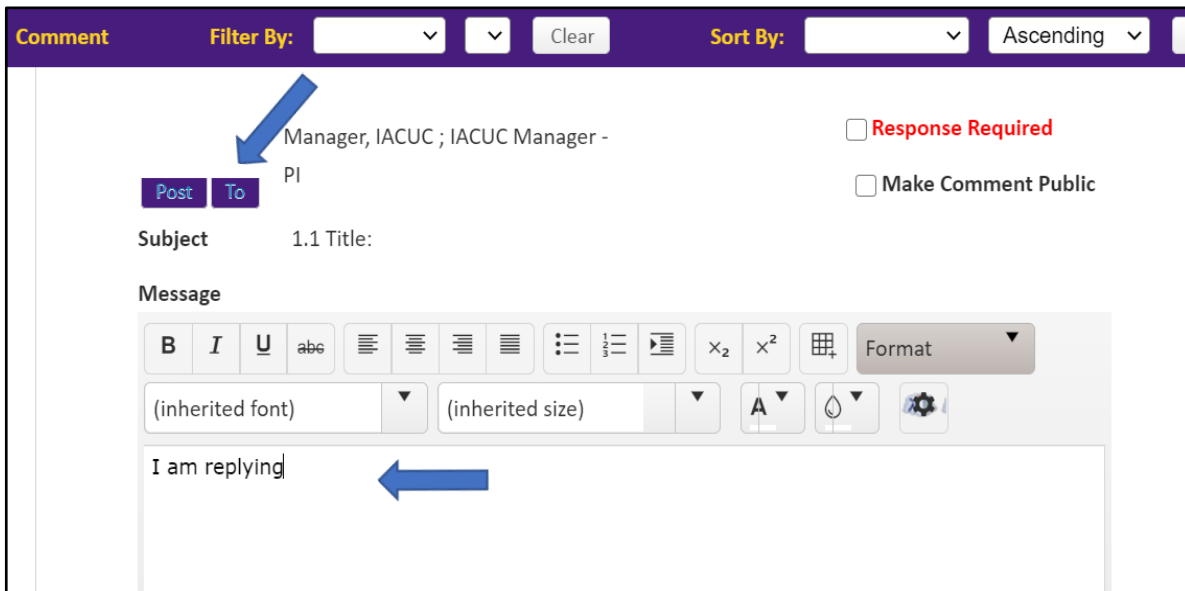 Comment Filter By: Clear Sort By: Ascending
Manager, IACUC ; IACUC Manager -
PI
Response Required
Make Comment Public
Post To
Subject 1.1 Title:
Message
B I U abc X₂ X² Format
(inherited font) (inherited size) A
I am replying